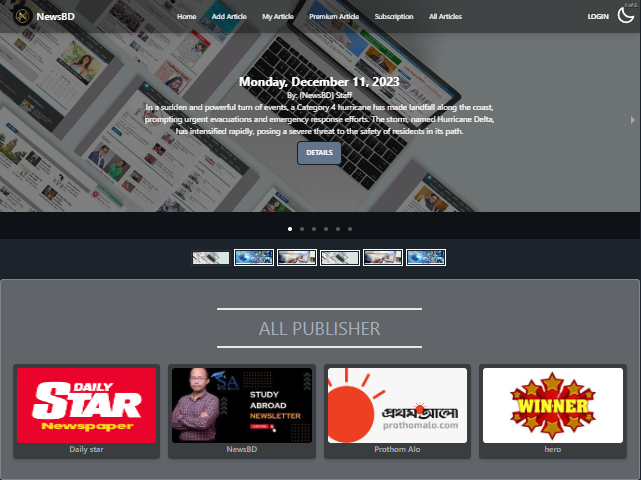 NewsBD
Home Add Article My Article Premium Article Subscription All Articles
LOGIN
Monday, December 11, 2023
By: [NewsBD] Staff
In a sudden and powerful turn of events, a Category 4 hurricane has made landfall along the coast,
prompting urgent evacuations and emergency response efforts. The storm, named Hurricane Delta,
has intensified rapidly, posing a severe threat to the safety of residents in its path.
DETAILS
ALL PUBLISHER
DAILY
STAR
Newspaper
Daily star
SA
STUDY
ABROAD
NEWSLETTER
NewsBD
প্রথম আলো
prothomalo.com
Prothom Alo
WINNER
hero